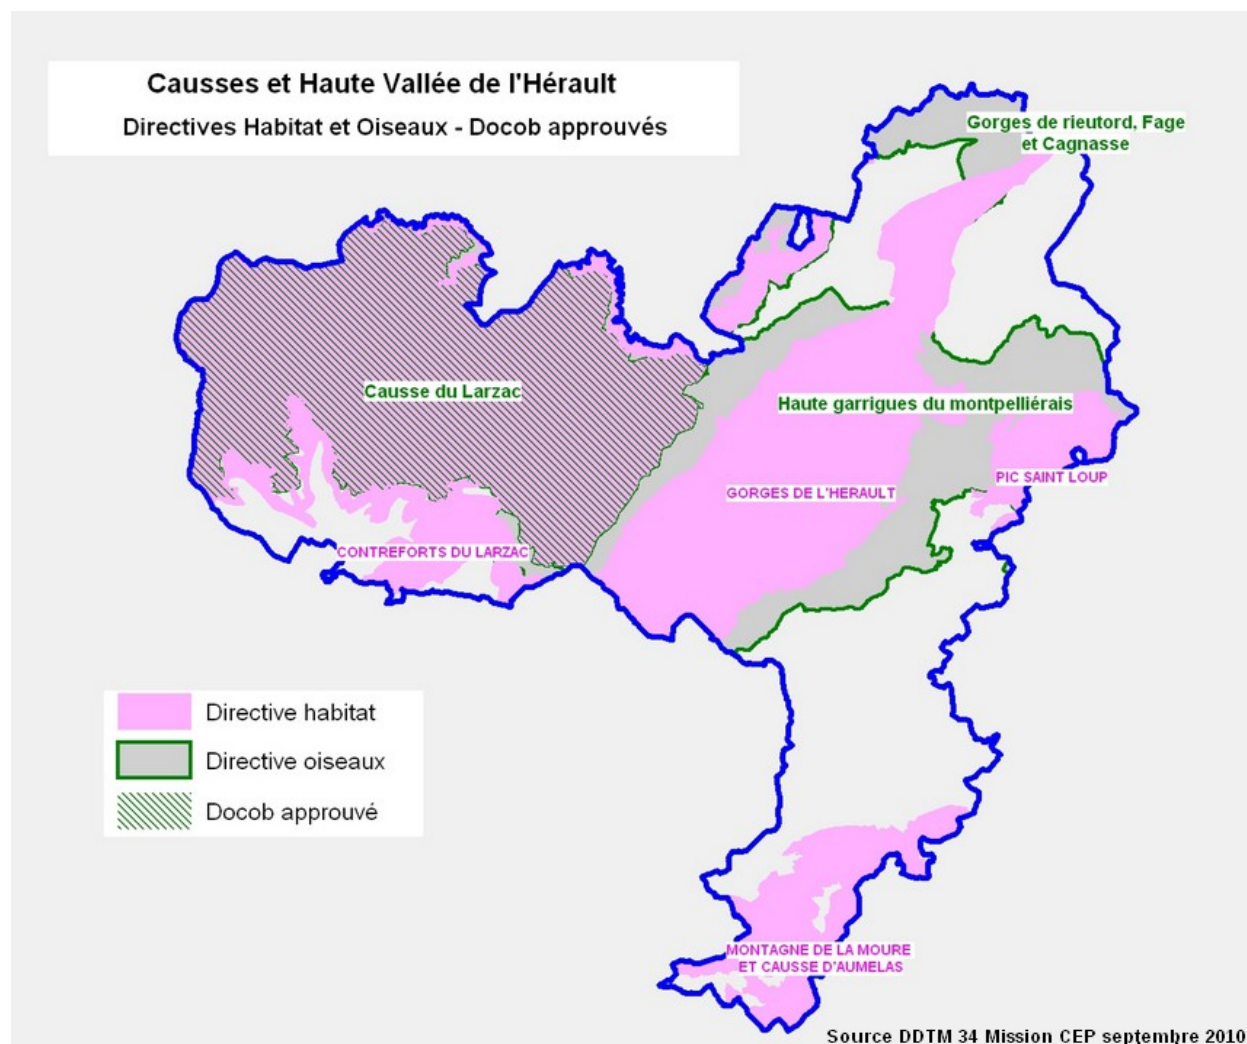 Causses et Haute Vallée de l'Hérault
Directives Habitat et Oiseaux - Docob approuvés
Gorges de rieutord, Fage
et Cagnasse
Causse du Larzac
Haute garrigues du montpelliérais
GORGES DE L'HERAULT
PIC SAINT LOUP
CONTREFORTS DU LARZAC
Directive habitat
Directive oiseaux
Docob approuvé
MONTAGNE DE LA MOURE
ET CAUSSE D'AUMELAS
Source DDTM 34 Mission CEP septembre 2010